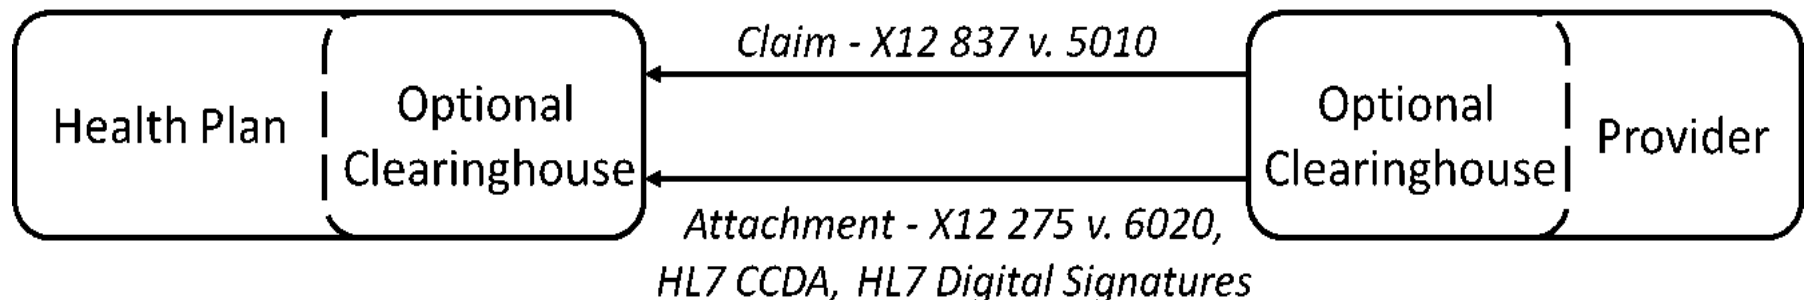 Health Plan
Optional
Clearinghouse
Claim - X12 837 v. 5010
Attachment - X12 275 v. 6020,
HL7 CCDA, HL7 Digital Signatures
Optional
Clearinghouse
Provider